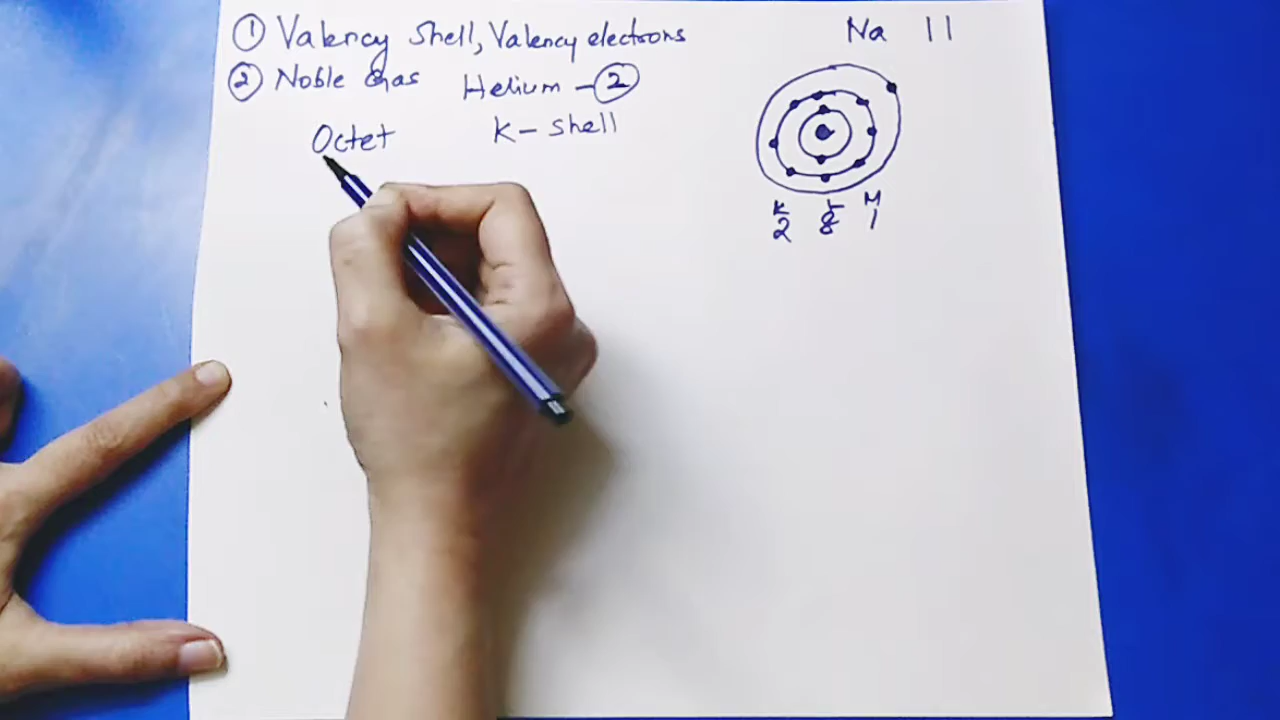 ① Valency Shell, Valency electrons
② Noble Gas Helium - ②
Octet K - Shell
Na 11
K L M
2 8 1